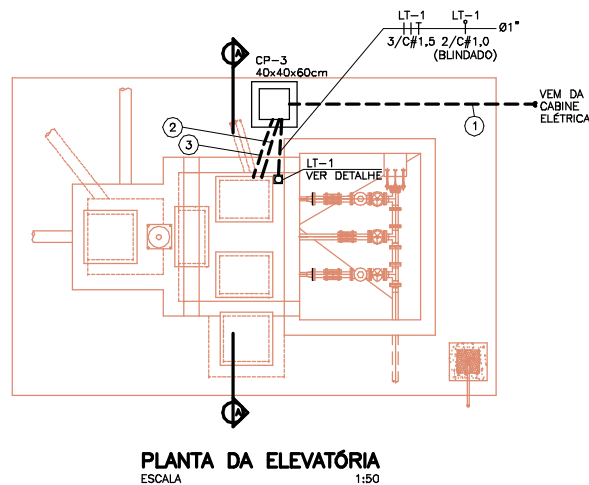 LT-1 LT-1
Ø1"
3/C#1,5 2/C#1,0
(BLINDADO)
A
CP-3
40x40x60cm
VEM DA
CABINE
ELÉTRICA
1
2
3
LT-1
VER DETALHE
A
PLANTA DA ELEVATÓRIA
ESCALA 1:50